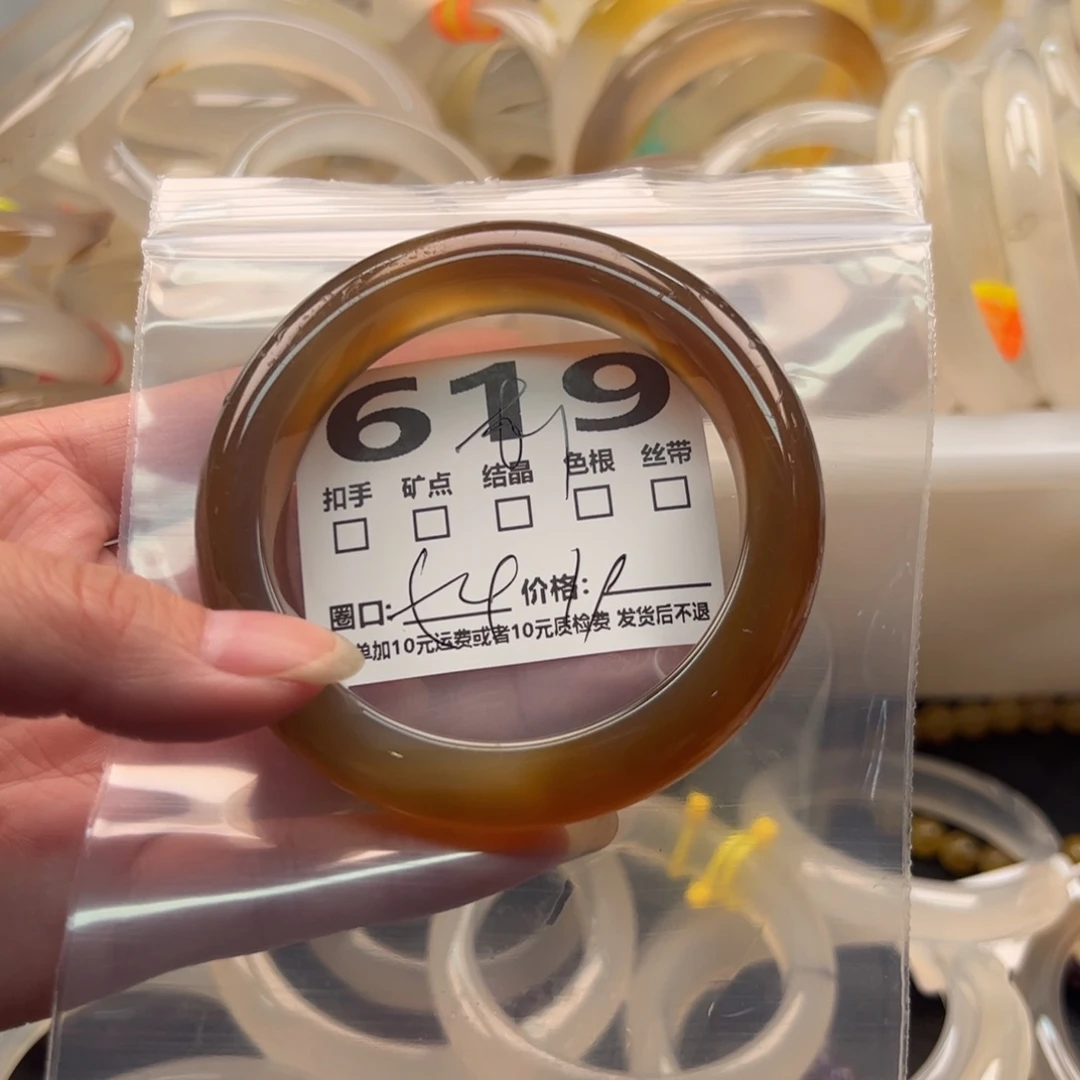 619
扣手 矿点 结晶 色根 丝带
圈口: 价格:
单加10元运费或者10元质检费 发货后不退